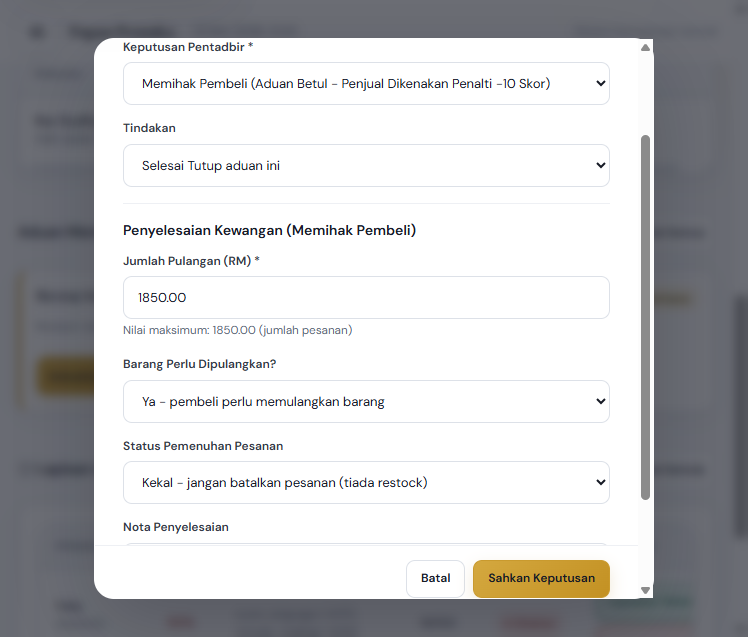 Keputusan Pentadbir *
Memihak Pembeli (Aduan Betul - Penjual Dikenakan Penalti -10 Skor)
Tindakan
Selesai Tutup aduan ini
Penyelesaian Kewangan (Memihak Pembeli)
Jumlah Pulangan (RM) *
1850.00
Nilai maksimum: 1850.00 (jumlah pesanan)
Barang Perlu Dipulangkan?
Ya - pembeli perlu memulangkan barang
Status Pemenuhan Pesanan
Kekal - jangan batalkan pesanan (tiada restock)
Nota Penyelesaian
Batal
Sahkan Keputusan